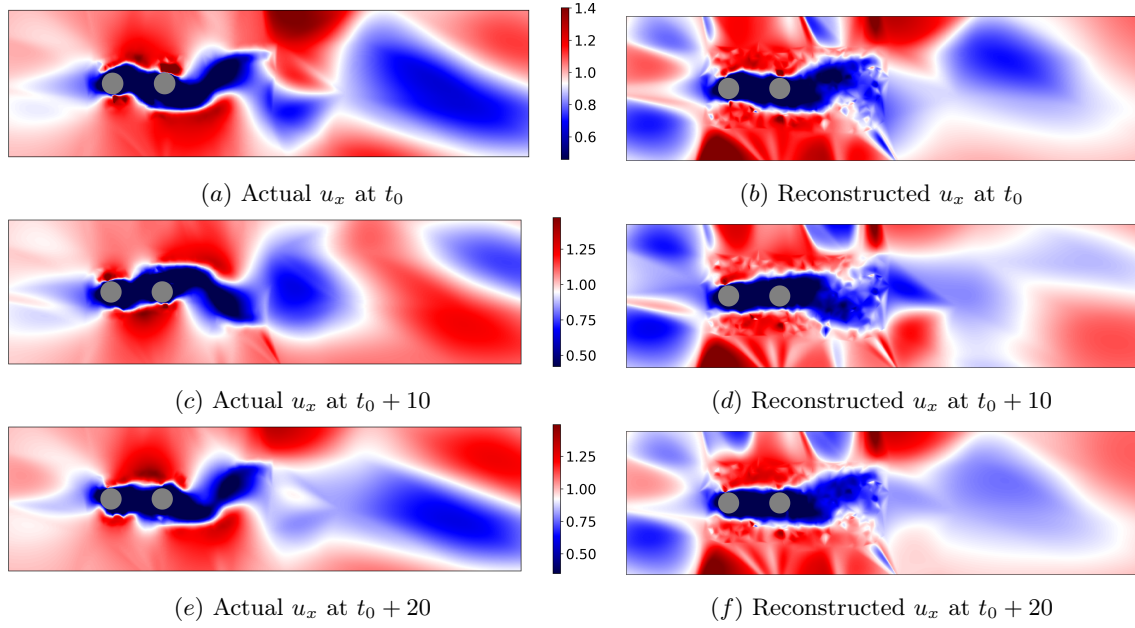 1.4
1.2
1.0
0.8
0.6
(a) Actual u_x at t_0
(b) Reconstructed u_x at t_0
1.25
1.00
0.75
0.50
(c) Actual u_x at t_0 + 10
(d) Reconstructed u_x at t_0 + 10
1.25
1.00
0.75
0.50
(e) Actual u_x at t_0 + 20
(f) Reconstructed u_x at t_0 + 20